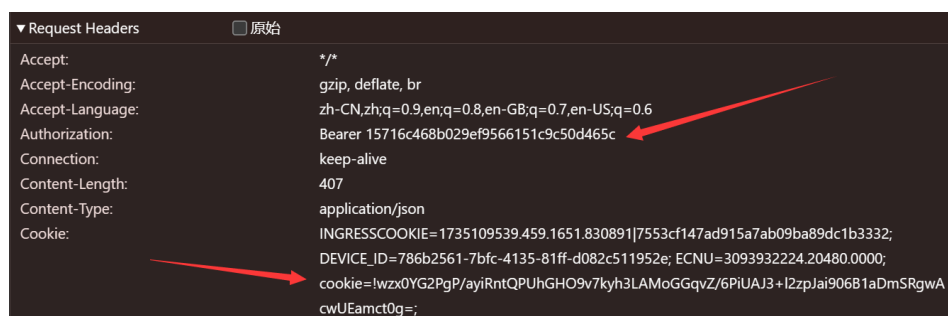 ▼ Request Headers 原始
Accept: */*
Accept-Encoding: gzip, deflate, br
Accept-Language: zh-CN,zh;q=0.9,en;q=0.8,en-GB;q=0.7,en-US;q=0.6
Authorization: Bearer 15716c468b029ef9566151c9c50d465c
Connection: keep-alive
Content-Length: 407
Content-Type: application/json
Cookie: INGRESSCOOKIE=1735109539.459.1651.830891|7553cf147ad915a7ab09ba89dc1b3332;
DEVICE_ID=786b2561-7bfc-4135-81ff-d082c511952e; ECNU=3093932224.20480.0000;
cookie=!wzx0YG2PgP/ayiRntQPUhGHO9v7kyh3LAMoGGqvZ/6PiUAJ3+l2zpJai906B1aDmSRgwA
cwUEamct0g=;